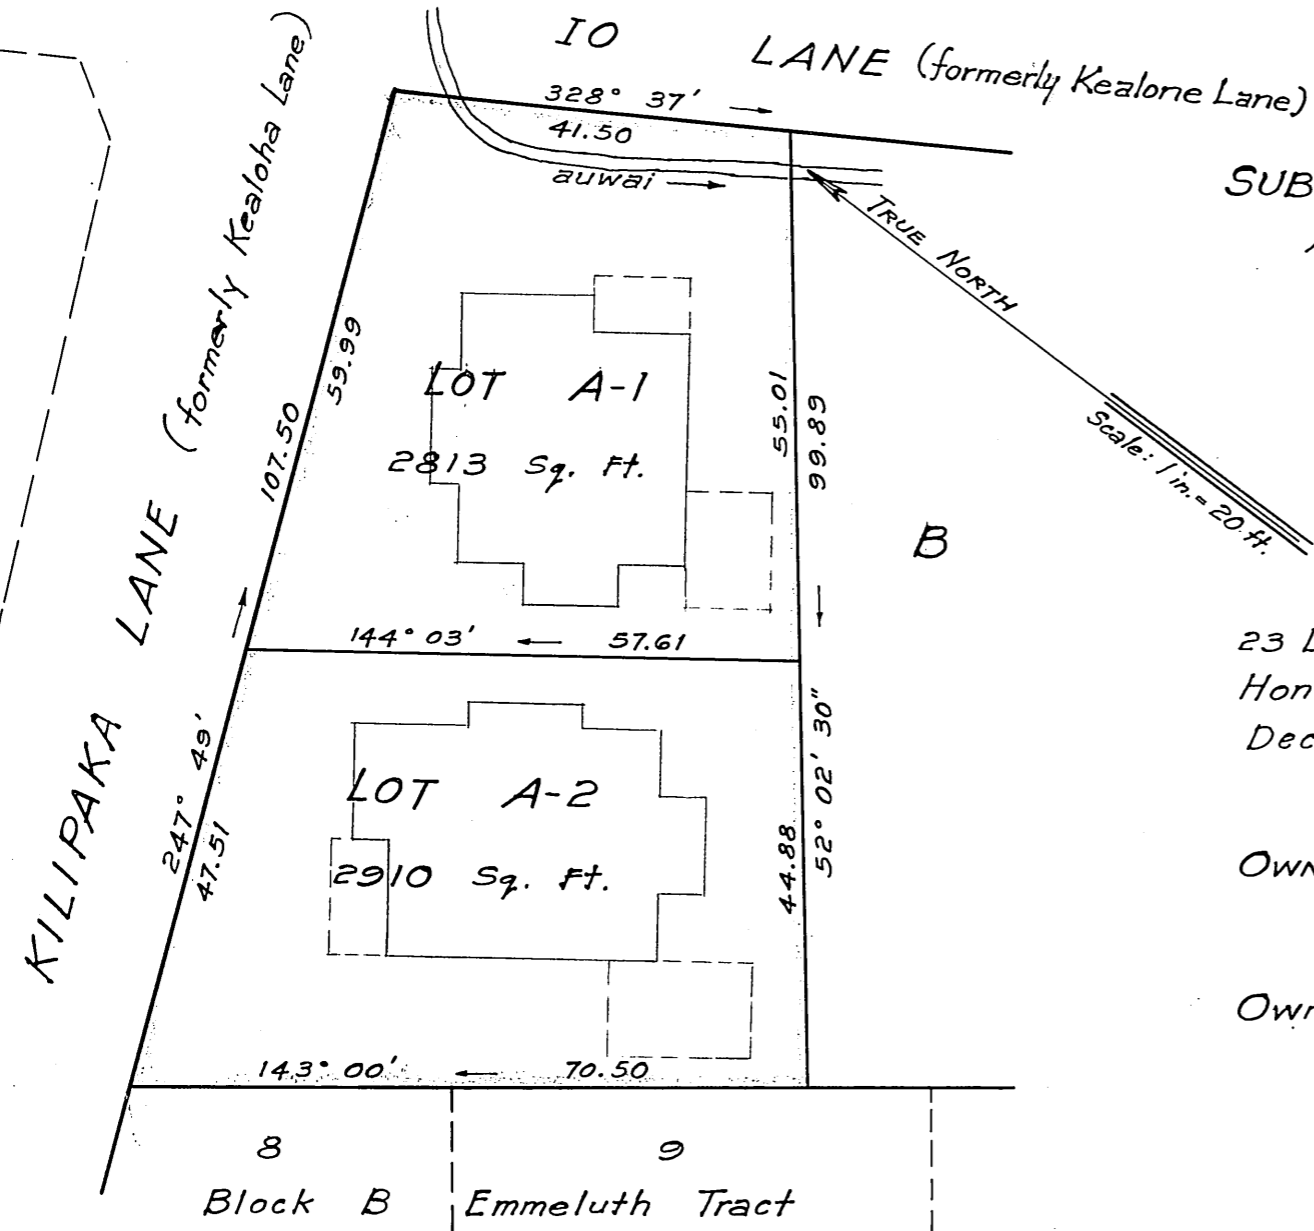 IO LANE (formerly Kealone Lane)
328° 37'
41.50
auwai
SUB
TRUE NORTH
Scale: 1 in. = 20 ft.
KILIPAKA LANE (formerly Kealoha Lane)
107.50
59.99
LOT A-1
2813 Sq. Ft.
55.01
99.89
B
144° 03' 57.61
23
Hon
Dec
247° 49'
47.51
LOT A-2
2910 Sq. Ft.
44.88
52° 02' 30"
OWN
143° 00' 70.50
8
9
Block B
Emmeluth Tract